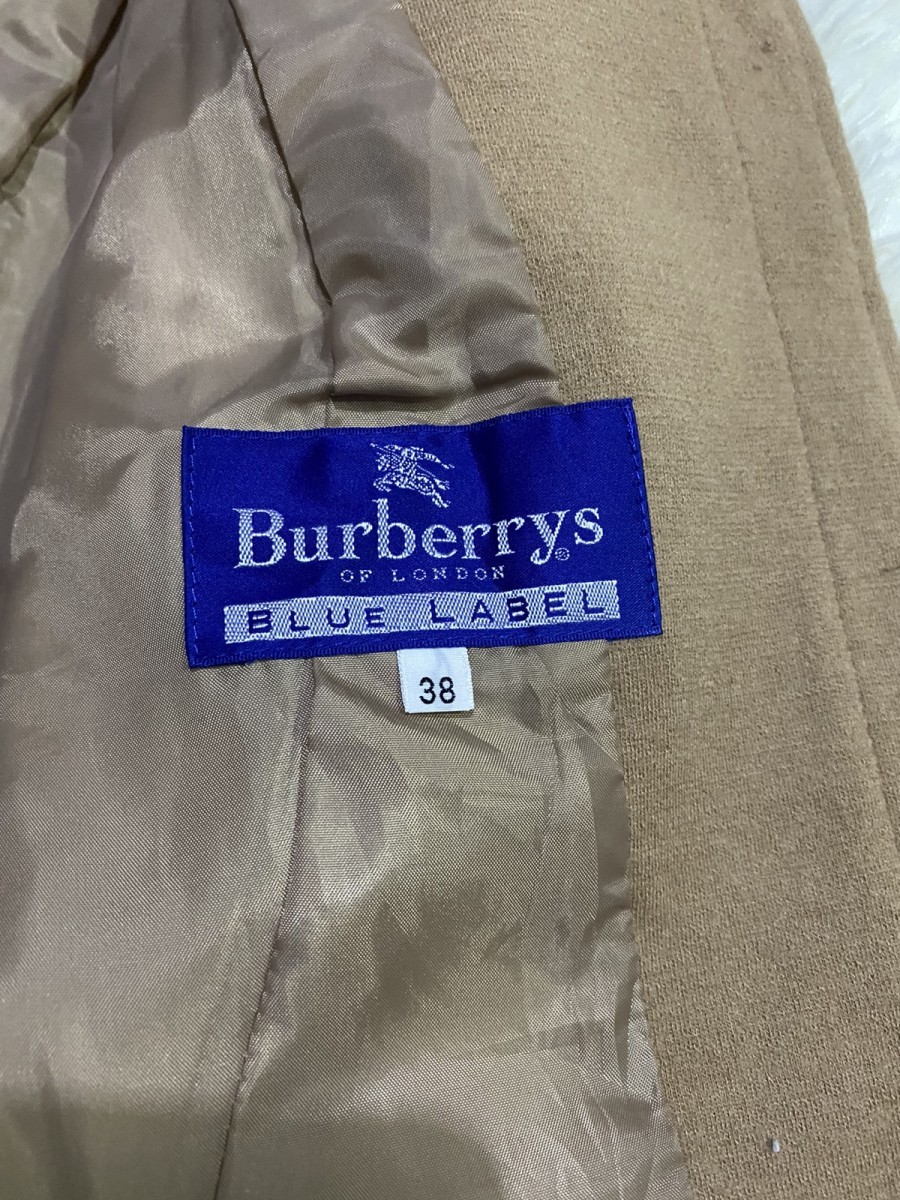 Burberrys®
OF LONDON
BLUE LABEL
38